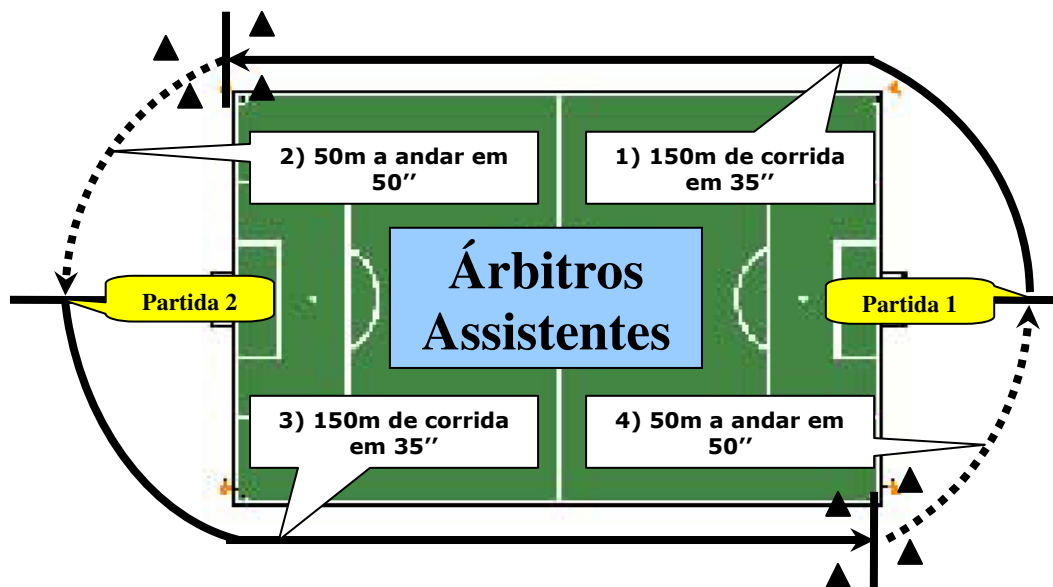 2) 50m a andar em
50’’
1) 150m de corrida
em 35’’
Árbitros
Assistentes
Partida 2
Partida 1
3) 150m de corrida
em 35’’
4) 50m a andar em
50’’